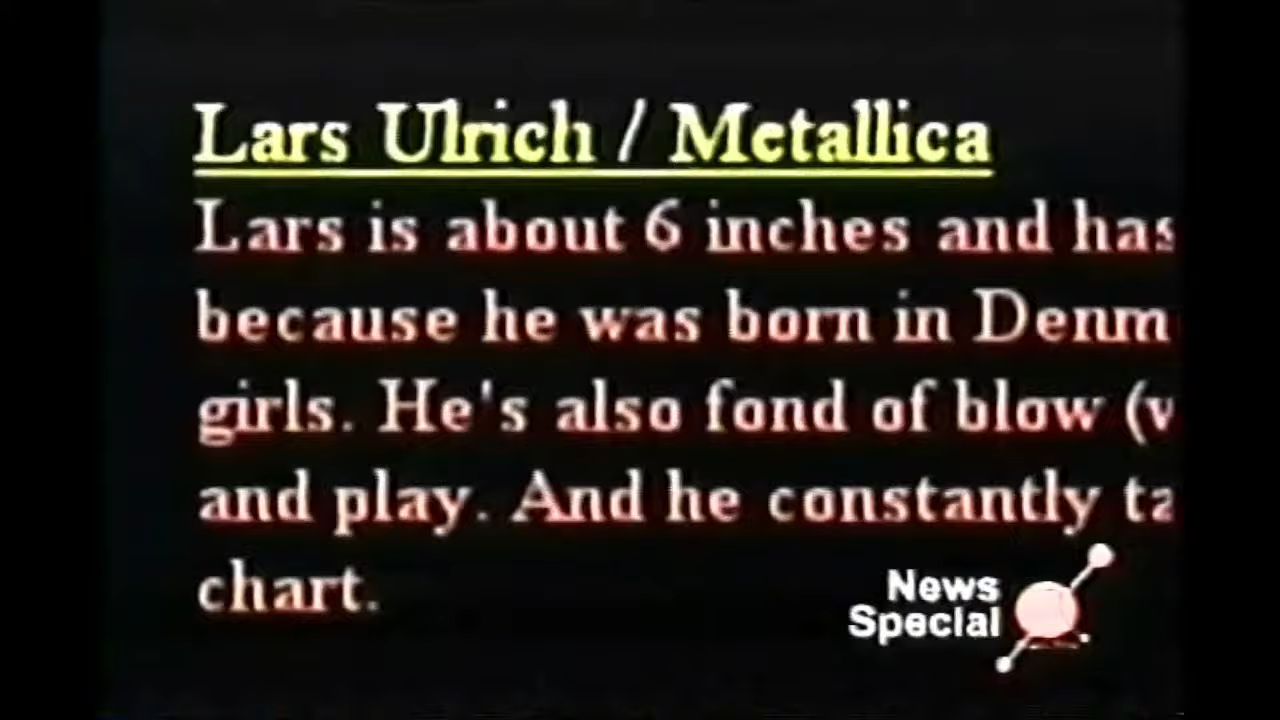 Lars Ulrich / Metallica
Lars is about 6 inches and has
because he was born in Denm
girls. He's also fond of blow (v
and play. And he constantly ta
chart.
News
Special